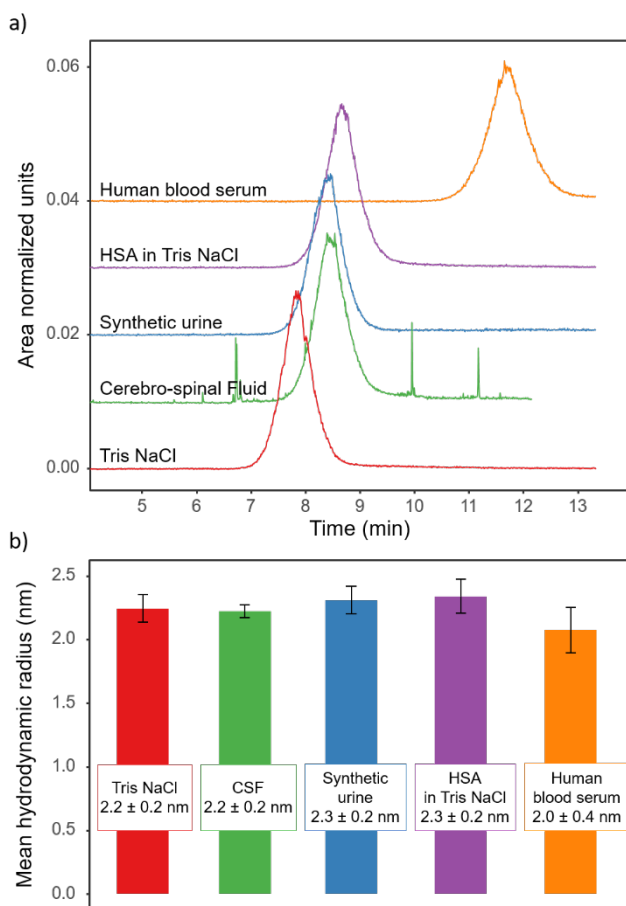 a)
Area normalized units
0.06
0.04
0.02
0.00
Human blood serum
HSA in Tris NaCl
Synthetic urine
Cerebro-spinal Fluid
Tris NaCl
5 6 7 8 9 10 11 12 13
Time (min)
b)
Mean hydrodynamic radius (nm)
2.5
2.0
1.5
1.0
0.5
0.0
Tris NaCl
2.2 ± 0.2 nm
CSF
2.2 ± 0.2 nm
Synthetic
urine
2.3 ± 0.2 nm
HSA
in Tris NaCl
2.3 ± 0.2 nm
Human
blood serum
2.0 ± 0.4 nm